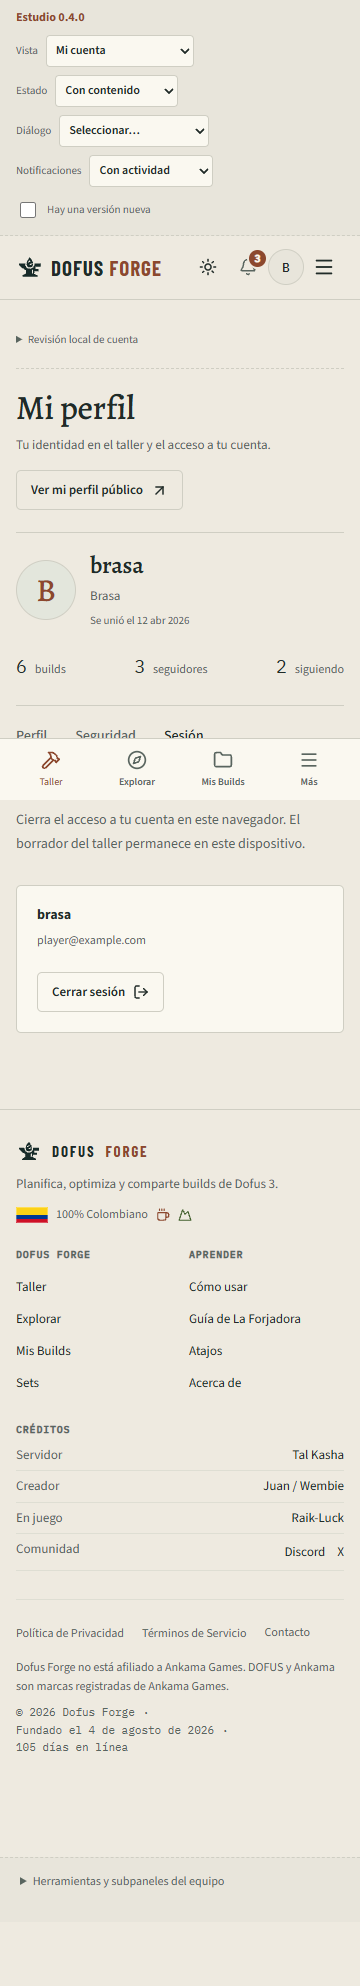 Estudio 0.4.0
Vista Mi cuenta
Estado Con contenido
Diálogo Seleccionar...
Notificaciones Con actividad
Hay una versión nueva
DOFUS FORGE 3 B
Revisión local de cuenta
Mi perfil
Tu identidad en el taller y el acceso a tu cuenta.
Ver mi perfil público
B
brasa
Brasa
Se unió el 12 abr 2026
6 builds 3 seguidores 2 siguiendo
Perfil Seguridad Sesión
Taller Explorar Mis Builds Más
Cierra el acceso a tu cuenta en este navegador. El
borrador del taller permanece en este dispositivo.
brasa
player@example.com
Cerrar sesión
DOFUS FORGE
Planifica, optimiza y comparte builds de Dofus 3.
100% Colombiano
DOFUS FORGE APRENDER
Taller Cómo usar
Explorar Guía de La Forjadora
Mis Builds Atajos
Sets Acerca de
CRÉDITOS
Servidor Tal Kasha
Creador Juan / Wembie
En juego Raik-Luck
Comunidad Discord X
Política de Privacidad Términos de Servicio Contacto
Dofus Forge no está afiliado a Ankama Games. DOFUS y Ankama
son marcas registradas de Ankama Games.
© 2026 Dofus Forge ·
Fundado el 4 de agosto de 2026 ·
105 días en línea
Herramientas y subpaneles del equipo